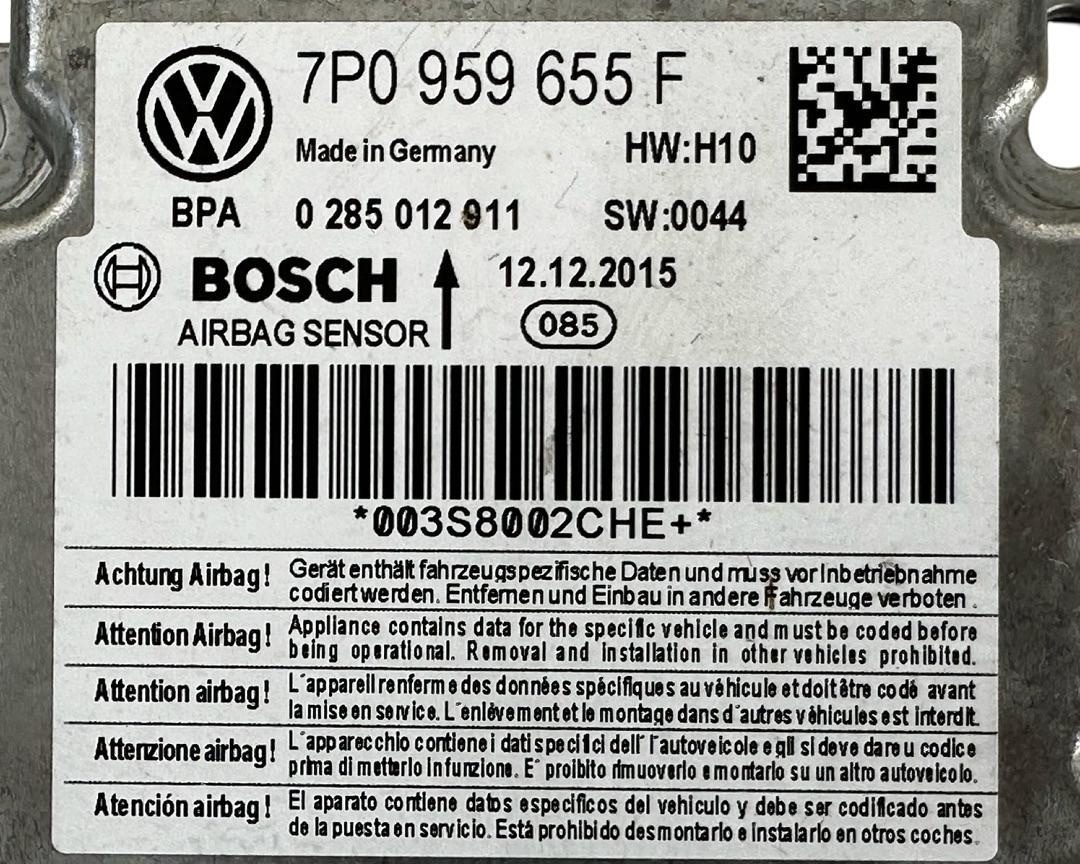 7P0 959 655 F
Made in Germany HW:H10
BPA 0 285 012 911 SW:0044
BOSCH 12.12.2015
AIRBAG SENSOR 085
*003S8002CHE+*
Achtung Airbag! Gerät enthält fahrzeugspezifische Daten und muss vor Inbetriebnahme
codiert werden. Entfernen und Einbau in andere Fahrzeuge verboten.
Attention Airbag! Appliance contains data for the specific vehicle and must be coded before
being operational. Removal and installation in other vehicles prohibited.
Attention airbag! L'appareil renferme des données spécifiques au véhicule et doit être codé avant
la mise en service. L'enlèvement et le montage dans d'autres véhicules est interdit.
Attenzione airbag! L'apparecchio contiene i dati specifici dell' l'autoveicolo e gli si deve dare u codice
prima di metterlo in funzione. E' proibito rimuoverlo e montarlo su un altro autoveicolo.
Atención airbag! El aparato contiene datos especificos del vehiculo y debe ser codificado antes
de la puesta en servicio. Está prohibido desmontarlo e instalarlo en otros coches.